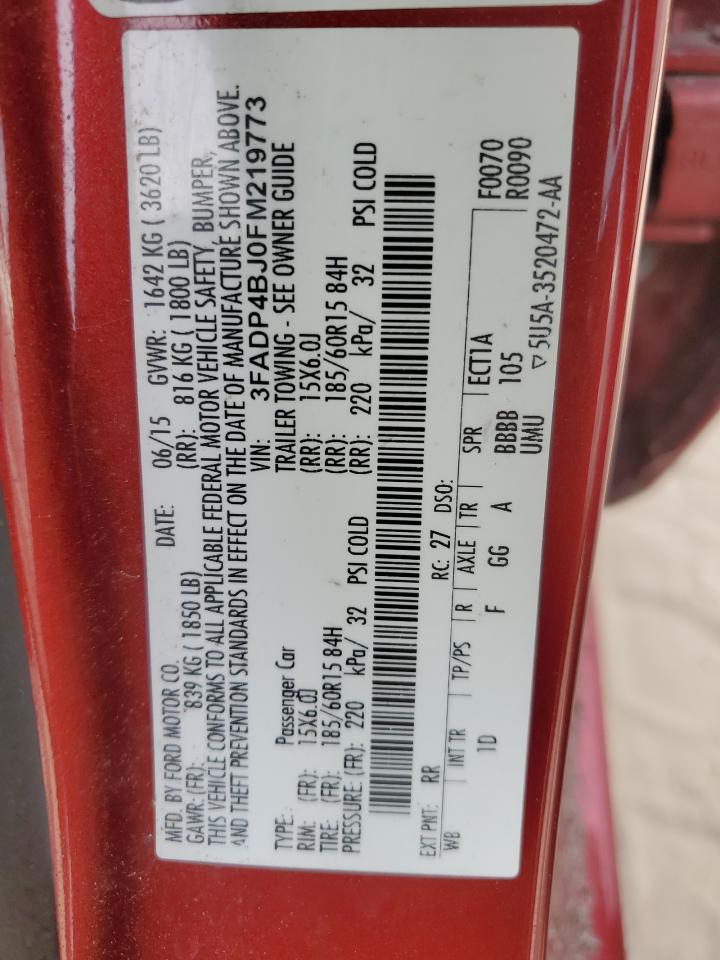 MFD. BY FORD MOTOR CO. DATE: 06/15 GVWR: 1642 KG ( 3620 LB)
GAWR: (FR): 839 KG ( 1850 LB) (RR): 816 KG ( 1800 LB)
THIS VEHICLE CONFORMS TO ALL APPLICABLE FEDERAL MOTOR VEHICLE SAFETY, BUMPER,
AND THEFT PREVENTION STANDARDS IN EFFECT ON THE DATE OF MANUFACTURE SHOWN ABOVE.
VIN: 3FADP4BJ0FM219773
TYPE: Passenger Car TRAILER TOWING - SEE OWNER GUIDE
RIM: (FR): 15X6.0J (RR): 15X6.0J
TIRE: (FR): 185/60R15 84H (RR): 185/60R15 84H
PRESSURE: (FR): 220 kPa/ 32 PSI COLD (RR): 220 kPa/ 32 PSI COLD
EXT PNT: RR RC: 27 DSO: F0070
WB INT TR TP/PS R AXLE TR SPR ECT1A R0090
1D F GG A BBBB 105
UMU ▽5U5A-3520472-AA